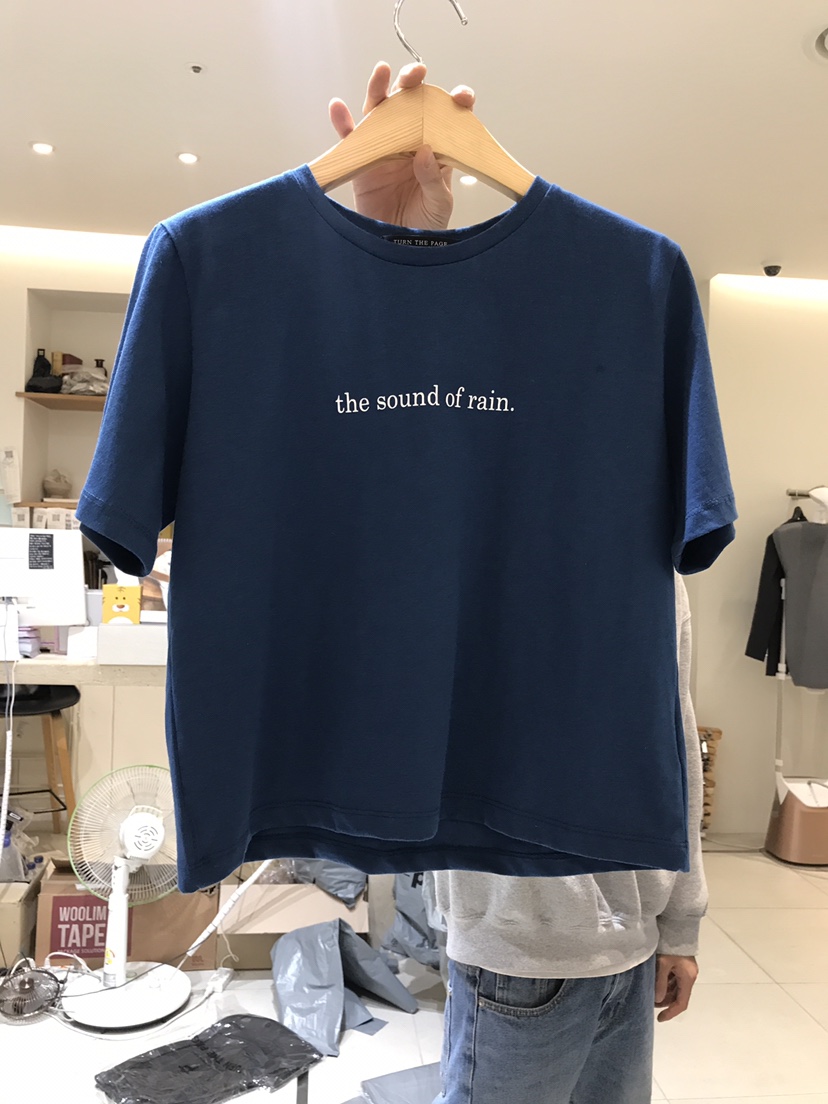 TURN THE PAGE
the sound of rain.
WOOLIM
TAPE